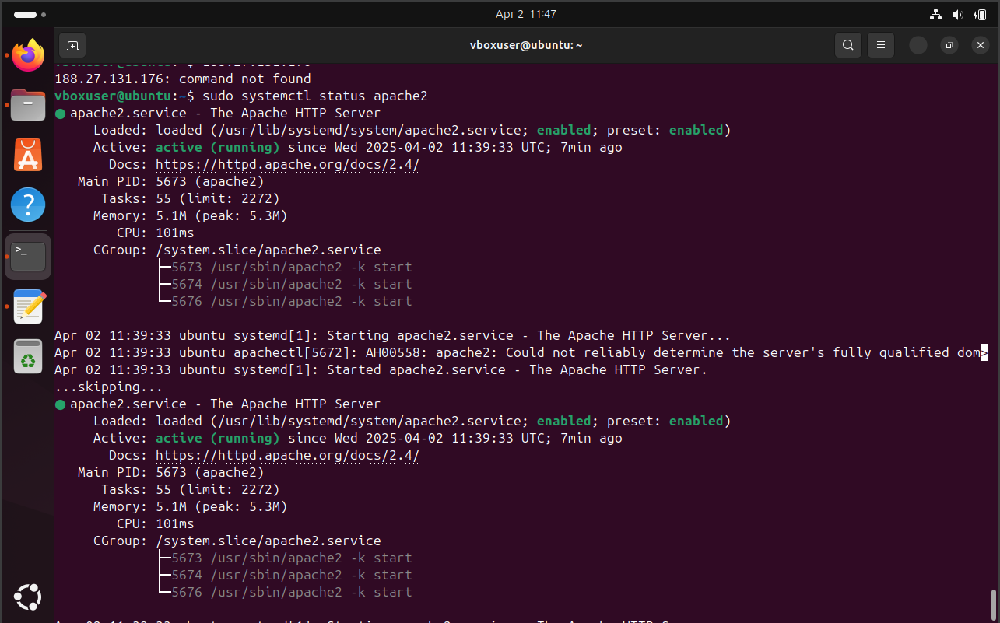 Apr 2 11:47
vboxuser@ubuntu: ~
188.27.131.176: command not found
vboxuser@ubuntu:~$ sudo systemctl status apache2
● apache2.service - The Apache HTTP Server
Loaded: loaded (/usr/lib/systemd/system/apache2.service; enabled; preset: enabled)
Active: active (running) since Wed 2025-04-02 11:39:33 UTC; 7min ago
Docs: https://httpd.apache.org/docs/2.4/
Main PID: 5673 (apache2)
Tasks: 55 (limit: 2272)
Memory: 5.1M (peak: 5.3M)
CPU: 101ms
CGroup: /system.slice/apache2.service
├─5673 /usr/sbin/apache2 -k start
├─5674 /usr/sbin/apache2 -k start
└─5676 /usr/sbin/apache2 -k start
Apr 02 11:39:33 ubuntu systemd[1]: Starting apache2.service - The Apache HTTP Server...
Apr 02 11:39:33 ubuntu apachectl[5672]: AH00558: apache2: Could not reliably determine the server's fully qualified dom>
Apr 02 11:39:33 ubuntu systemd[1]: Started apache2.service - The Apache HTTP Server.
...skipping...
● apache2.service - The Apache HTTP Server
Loaded: loaded (/usr/lib/systemd/system/apache2.service; enabled; preset: enabled)
Active: active (running) since Wed 2025-04-02 11:39:33 UTC; 7min ago
Docs: https://httpd.apache.org/docs/2.4/
Main PID: 5673 (apache2)
Tasks: 55 (limit: 2272)
Memory: 5.1M (peak: 5.3M)
CPU: 101ms
CGroup: /system.slice/apache2.service
├─5673 /usr/sbin/apache2 -k start
├─5674 /usr/sbin/apache2 -k start
└─5676 /usr/sbin/apache2 -k start